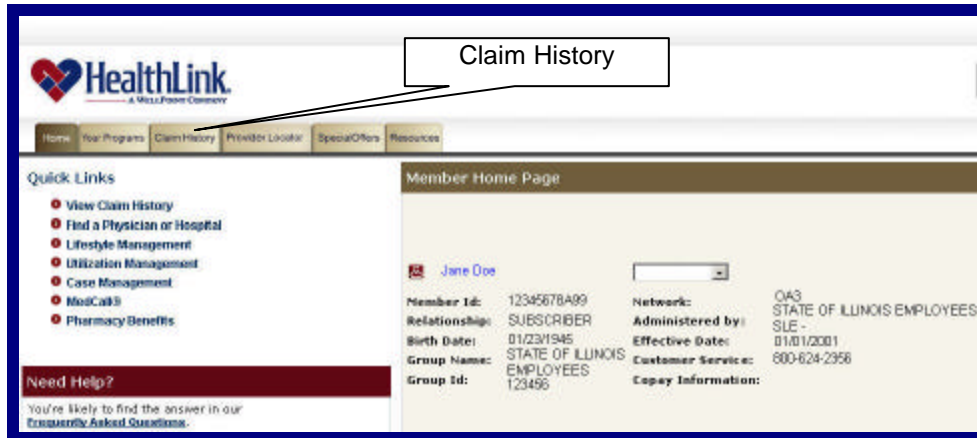 Claim History
HealthLink.
A WELLPOINT COMPANY
Home Your Programs Claim History Provider Locator Special Offers Resources
Quick Links
View Claim History
Find a Physician or Hospital
Lifestyle Management
Utilization Management
Case Management
MedCall®
Pharmacy Benefits
Need Help?
You're likely to find the answer in our
Frequently Asked Questions.
Member Home Page
Jane Doe
Member Id: 12345678A99
Relationship: SUBSCRIBER
Birth Date: 01/23/1945
Group Name: STATE OF ILLINOIS
EMPLOYEES
Group Id: 123456
Network: OA3
STATE OF ILLINOIS EMPLOYEES
Administered by: SLE -
Effective Date: 01/01/2001
Customer Service: 800-624-2356
Copay Information: